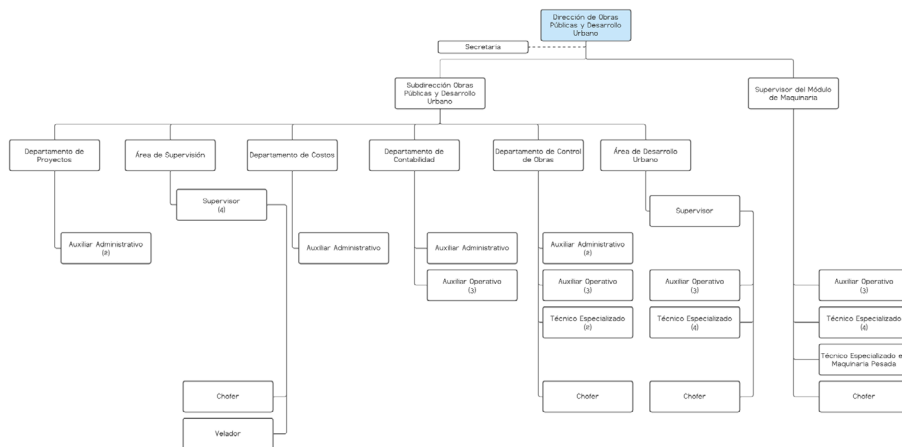 Dirección de Obras
Públicas y Desarrollo
Urbano
Secretaria
Subdirección Obras
Públicas y Desarrollo
Urbano
Supervisor del Módulo
de Maquinaria
Departamento de
Proyectos
Área de Supervisión
Departamento de Costos
Departamento de
Contabilidad
Departamento de Control
de Obras
Área de Desarrollo
Urbano
Supervisor
(4)
Supervisor
Auxiliar Administrativo
(2)
Auxiliar Administrativo
Auxiliar Administrativo
Auxiliar Administrativo
(2)
Auxiliar Operativo
(3)
Auxiliar Operativo
(3)
Auxiliar Operativo
(3)
Auxiliar Operativo
(3)
Técnico Especializado
(2)
Técnico Especializado
(4)
Técnico Especializado
(4)
Técnico Especializado e
Maquinaria Pesada
Chofer
Chofer
Chofer
Chofer
Velador